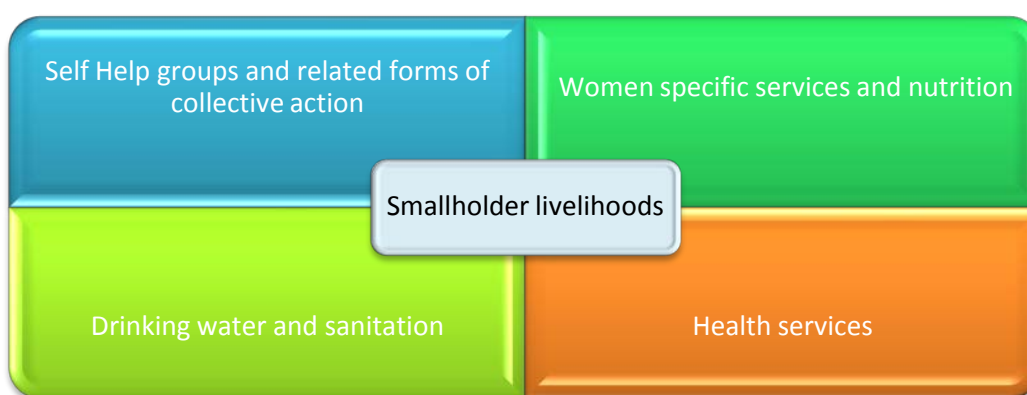 Self Help groups and related forms of
collective action
Women specific services and nutrition
Smallholder livelihoods
Drinking water and sanitation
Health services